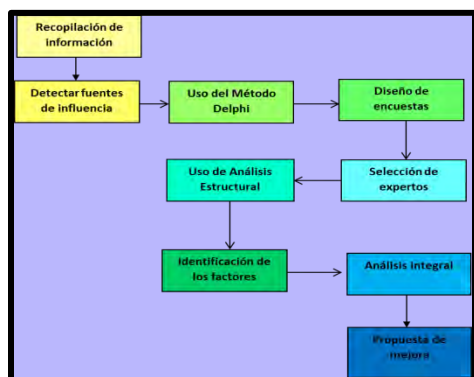 Recopilación de
información
Detectar fuentes
de influencia
Uso del Método
Delphi
Diseño de
encuestas
Selección de
expertos
Uso de Análisis
Estructural
Identificación de
los factores
Análisis integral
Propuesta de
mejora